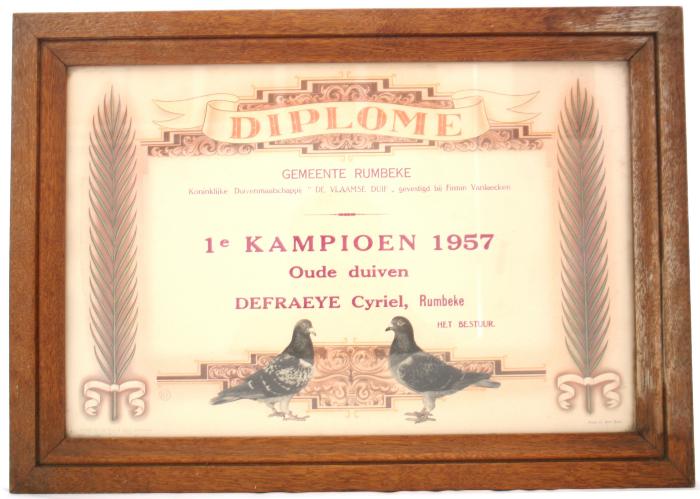 DIPLOME
GEMEENTE RUMBEKE
Koninklijke Duivenmaatschappij "DE VLAAMSE DUIF„ gevestigd bij Firmin Vanlaecken
1e KAMPIOEN 1957
Oude duiven
DEFRAEYE Cyriel, Rumbeke
HET BESTUUR.